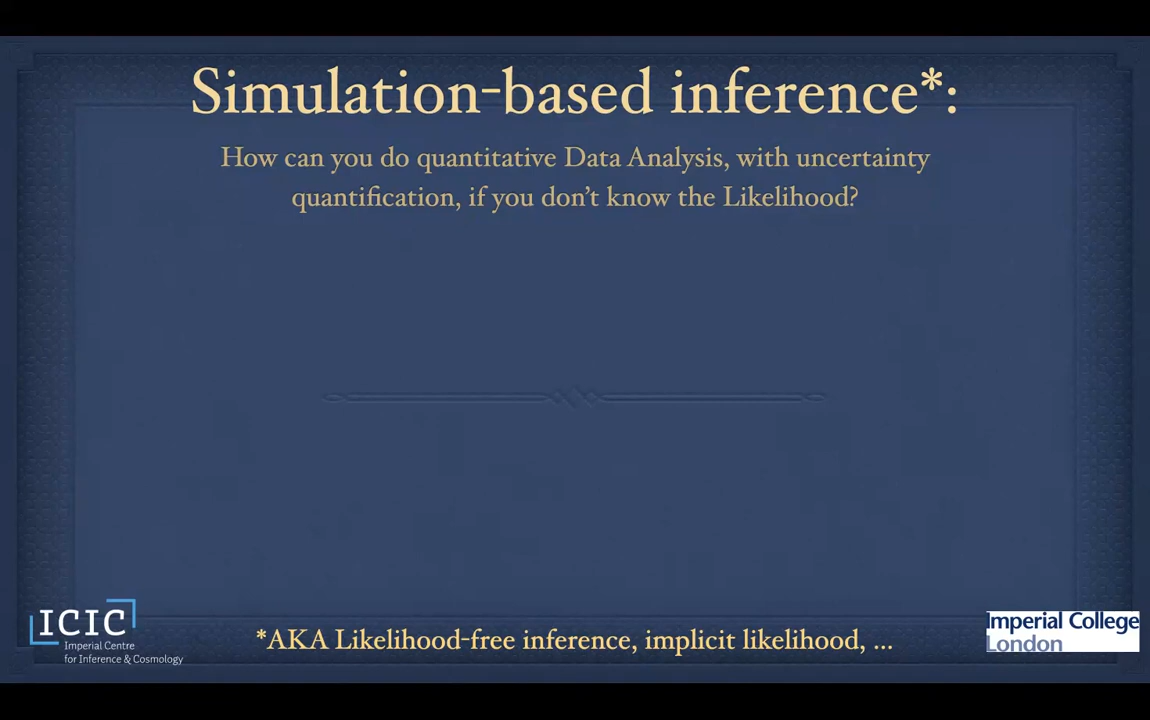 Simulation-based inference*:
How can you do quantitative Data Analysis, with uncertainty
quantification, if you don't know the Likelihood?
ICIC
Imperial Centre
for Inference & Cosmology
*AKA Likelihood-free inference, implicit likelihood, ...
Imperial College
London